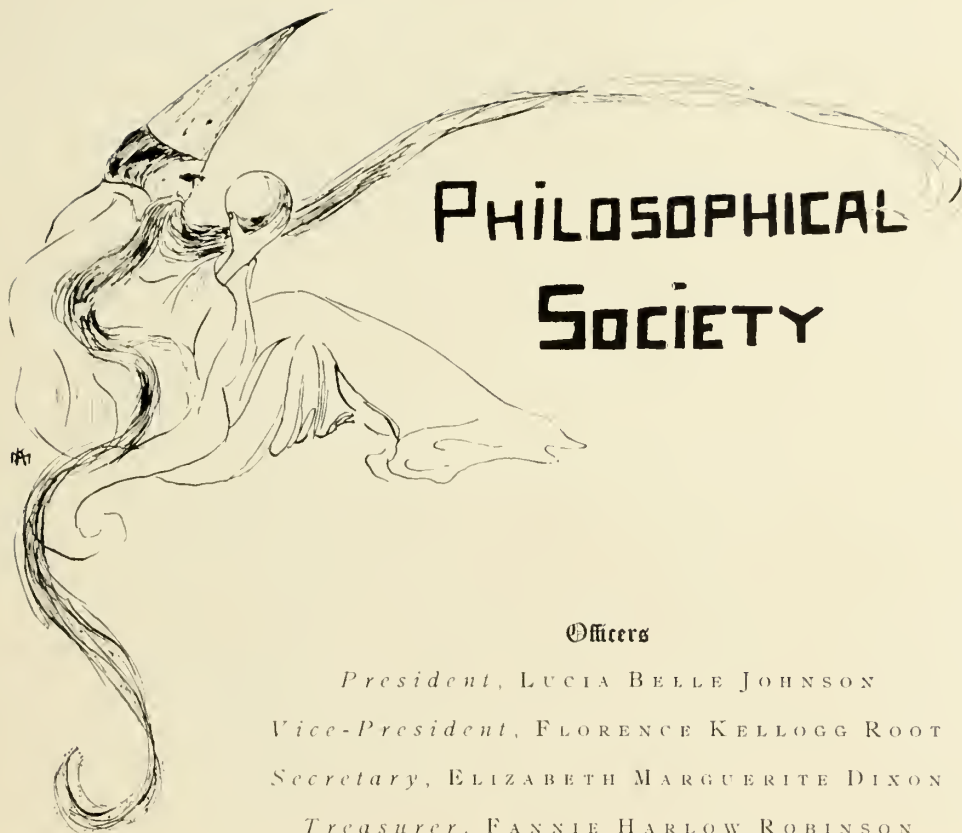 PHiLOSOPHICAL
SOCiETY
Officers
President, LUCIA BELLE JOHNSON
Vice-President, FLORENCE KELLOGG ROOT
Secretary, ELIZABETH MARGUERITE DIXON
Treasurer, FANNIE HARLOW ROBINSON